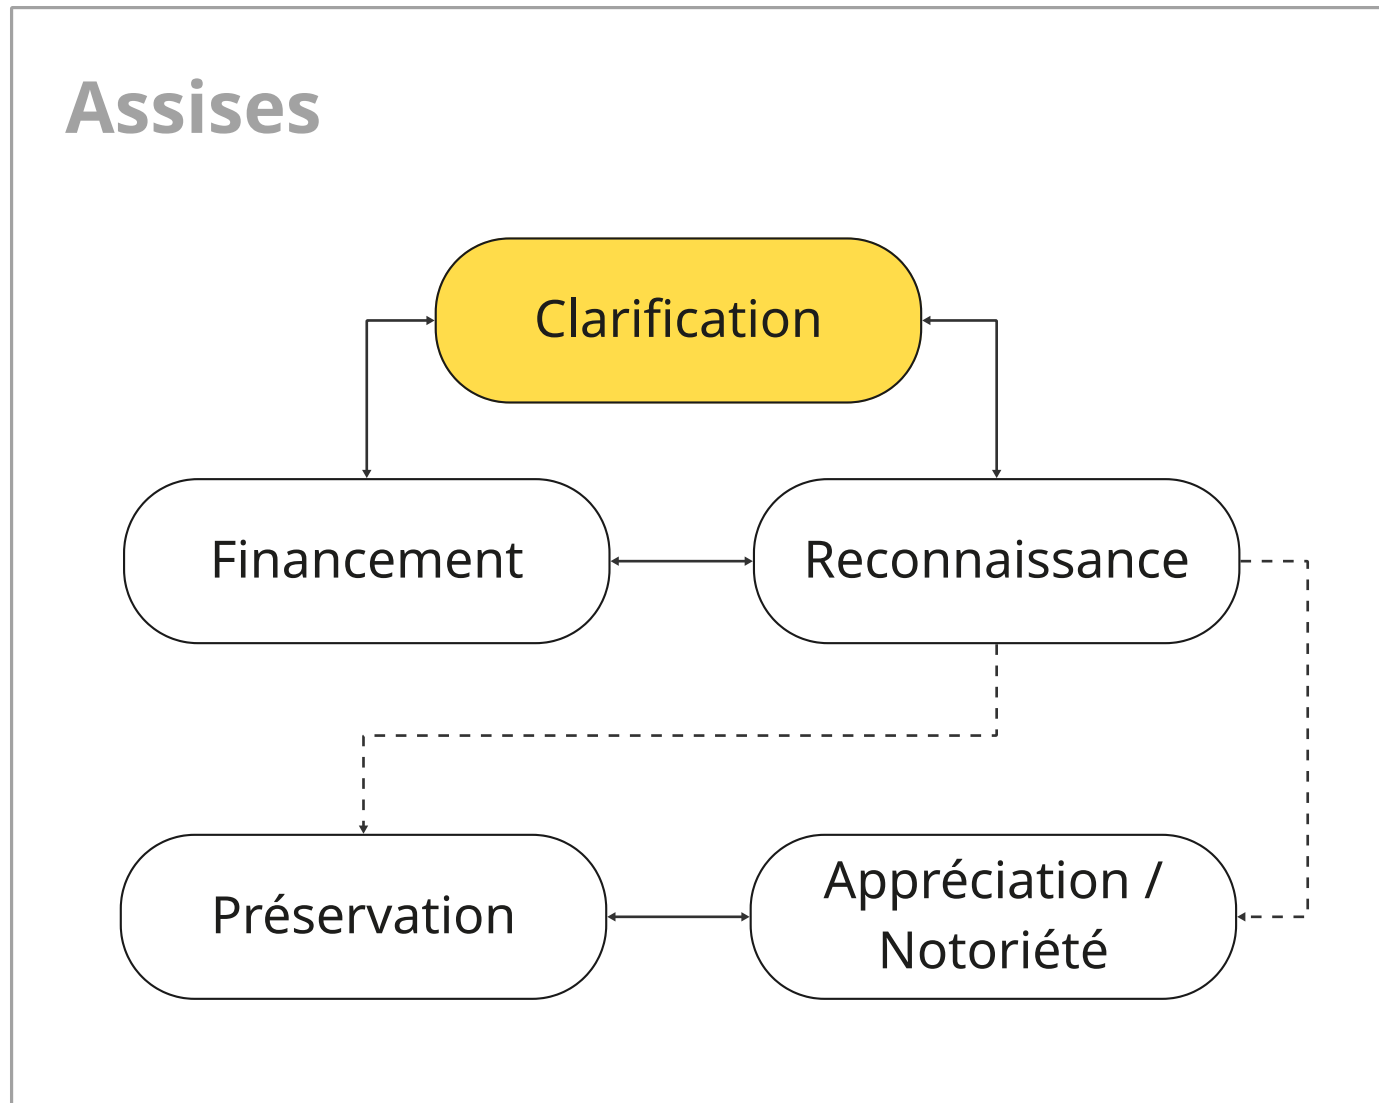 Assises
Clarification
Financement
Reconnaissance
Préservation
Appréciation /
Notoriété